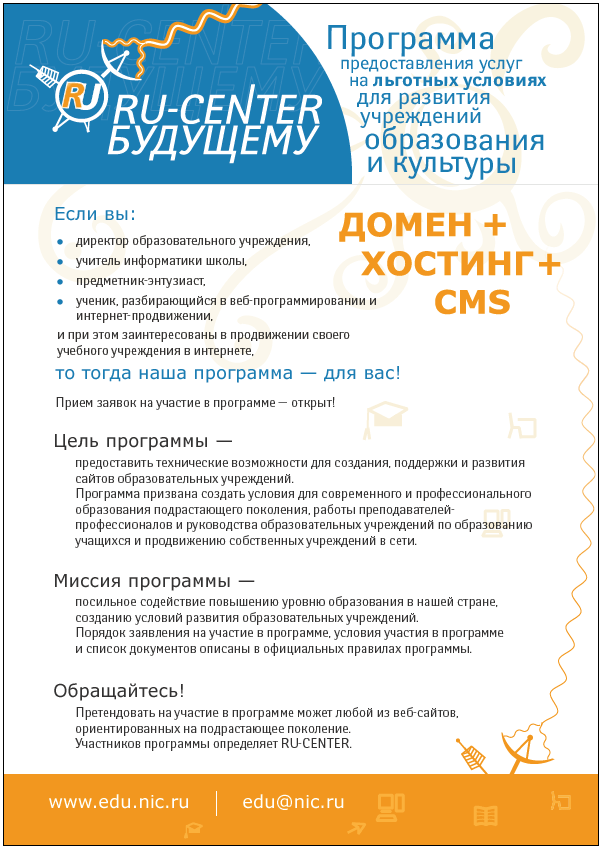 RU-CENTER
БУДУЩЕМУ
RU
RU-CENTER
БУДУЩЕМУ
Программа
предоставления услуг
на льготных условиях
для развития
учреждений
образования
и культуры
Если вы:
директор образовательного учреждения,
учитель информатики школы,
предметник-энтузиаст,
ученик, разбирающийся в веб-программировании и
интернет-продвижении,
и при этом заинтересованы в продвижении своего
учебного учреждения в интернете,
то тогда наша программа — для вас!
Прием заявок на участие в программе — открыт!
ДОМЕН +
ХОСТИНГ+
CMS
Цель программы —
предоставить технические возможности для создания, поддержки и развития
сайтов образовательных учреждений.
Программа призвана создать условия для современного и профессионального
образования подрастающего поколения, работы преподавателей-
профессионалов и руководства образовательных учреждений по образованию
учащихся и продвижению собственных учреждений в сети.
Миссия программы —
посильное содействие повышению уровню образования в нашей стране,
созданию условий развития образовательных учреждений.
Порядок заявления на участие в программе, условия участия в программе
и список документов описаны в официальных правилах программы.
Обращайтесь!
Претендовать на участие в программе может любой из веб-сайтов,
ориентированных на подрастающее поколение.
Участников программы определяет RU-CENTER.
www.edu.nic.ru
edu@nic.ru